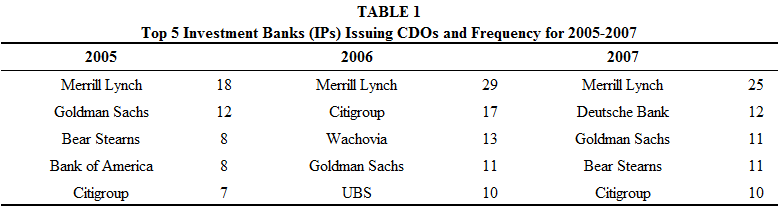 TABLE 1
Top 5 Investment Banks (IPs) Issuing CDOs and Frequency for 2005-2007
2005 2006 2007
Merrill Lynch 18 Merrill Lynch 29 Merrill Lynch 25
Goldman Sachs 12 Citigroup 17 Deutsche Bank 12
Bear Stearns 8 Wachovia 13 Goldman Sachs 11
Bank of America 8 Goldman Sachs 11 Bear Stearns 11
Citigroup 7 UBS 10 Citigroup 10